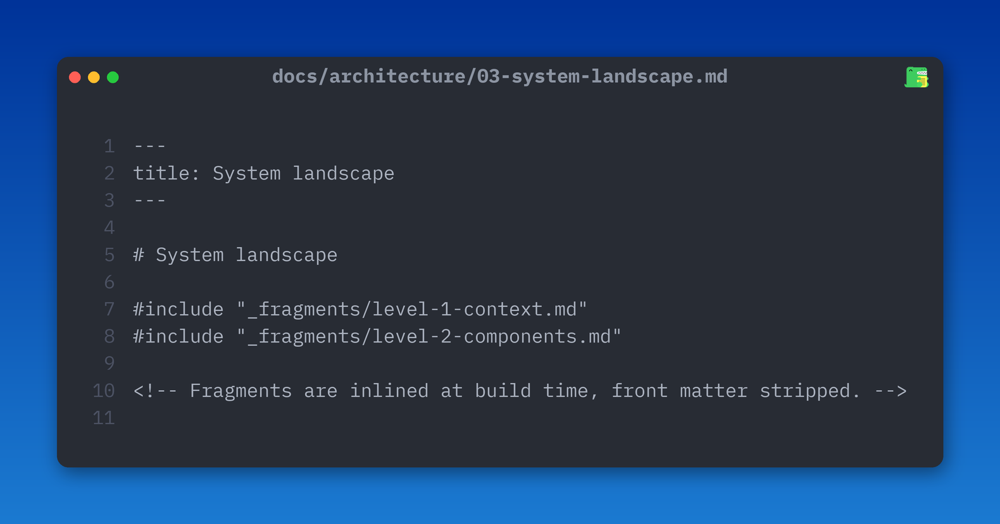 docs/architecture/03-system-landscape.md
1 ---
2 title: System landscape
3 ---
4
5 # System landscape
6
7 #include "_fragments/level-1-context.md"
8 #include "_fragments/level-2-components.md"
9
10 <!-- Fragments are inlined at build time, front matter stripped. -->
11